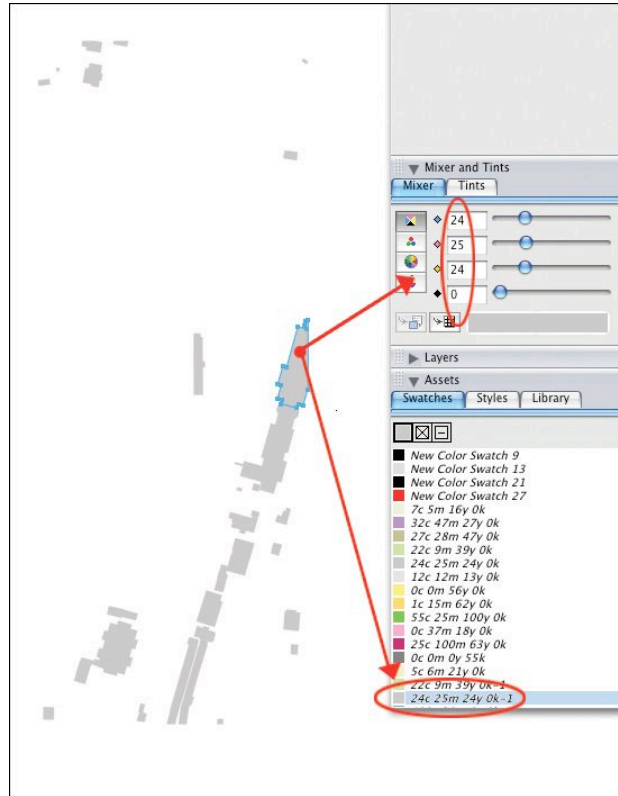 Mixer and Tints
Mixer Tints
24
25
24
0
Layers
Assets
Swatches Styles Library
New Color Swatch 9
New Color Swatch 13
New Color Swatch 21
New Color Swatch 27
7c 5m 16y 0k
32c 47m 27y 0k
27c 28m 47y 0k
22c 9m 39y 0k
24c 25m 24y 0k
12c 12m 13y 0k
0c 0m 56y 0k
1c 15m 62y 0k
55c 25m 100y 0k
0c 37m 18y 0k
25c 100m 63y 0k
0c 0m 0y 55k
5c 6m 21y 0k
22c 9m 39y 0k-1
24c 25m 24y 0k-1